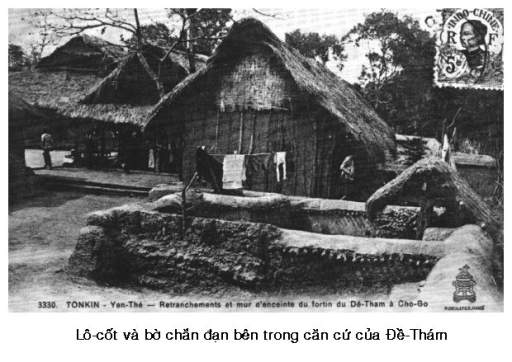 INDO-CHINE
R F
5
3330. TONKIN - Yen-Thé — Retranchements et mur d'enceinte du fortin du Dé-Tham à Cho-Go
Lô-cốt và bờ chắn đạn bên trong căn cứ của Đề-Thám